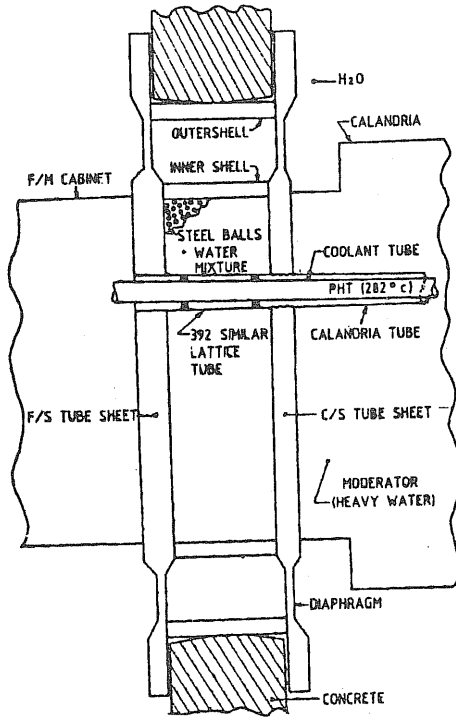 H2O
OUTERSHELL
CALANDRIA
INNER SHELL
F/M CABINET
STEEL BALLS
• WATER
MIXTURE
COOLANT TUBE
PHT (282° c)
392 SIMILAR
LATTICE
TUBE
CALANDRIA TUBE
F/S TUBE SHEET
C/S TUBE SHEET
MODERATOR
(HEAVY WATER)
DIAPHRAGM
CONCRETE